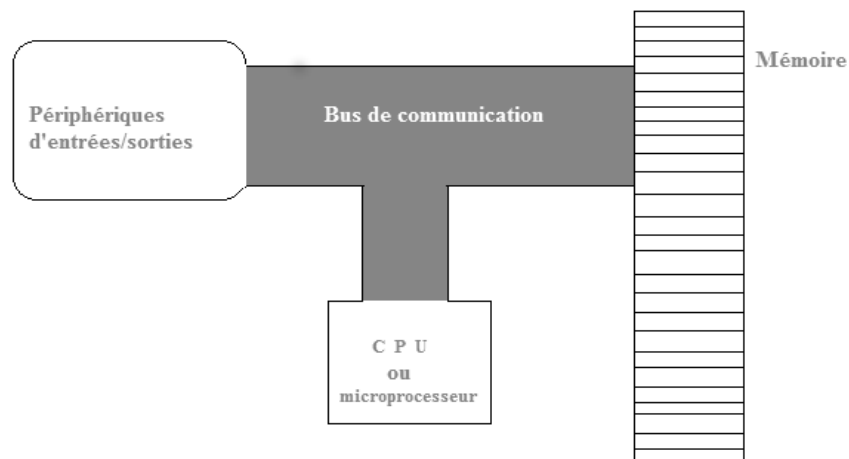 Mémoire
Périphériques
d'entrées/sorties
Bus de communication
C P U
ou
microprocesseur